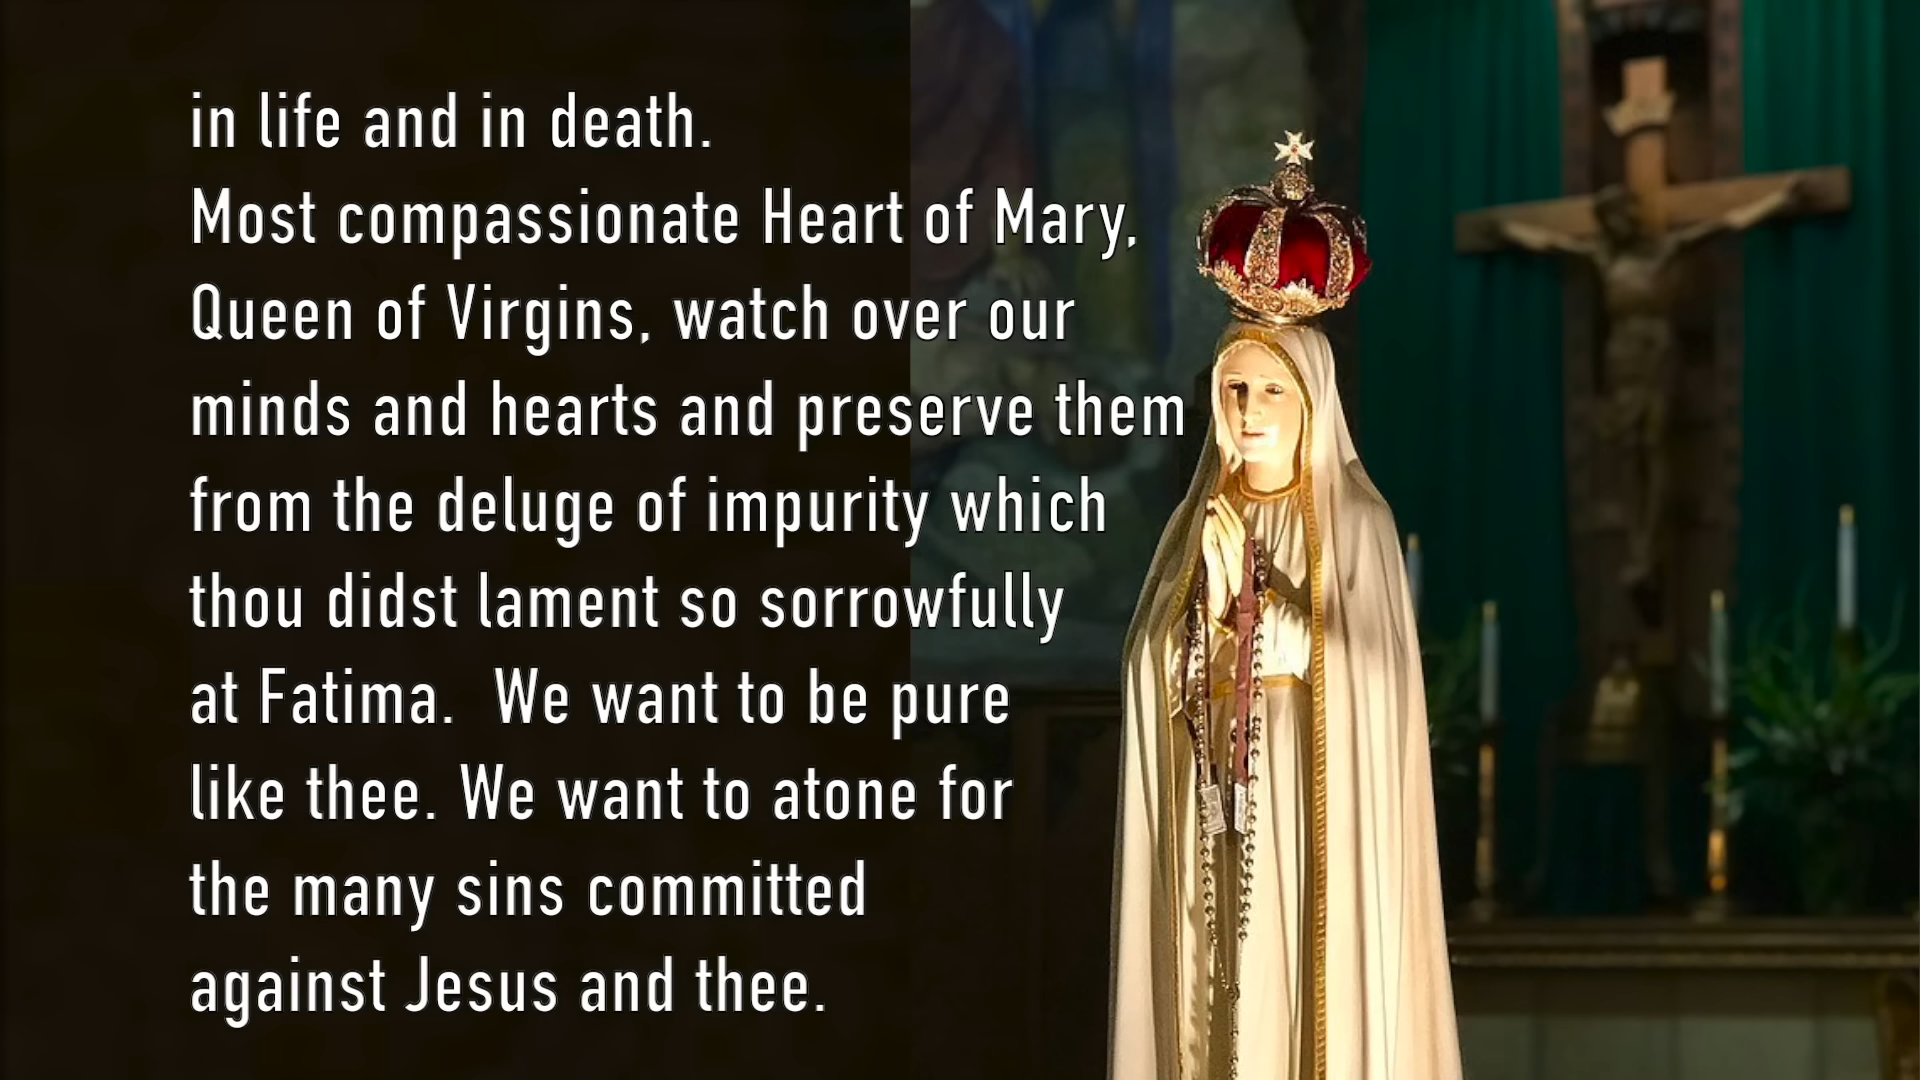 in life and in death.
Most compassionate Heart of Mary,
Queen of Virgins, watch over our
minds and hearts and preserve them
from the deluge of impurity which
thou didst lament so sorrowfully
at Fatima.  We want to be pure
like thee. We want to atone for
the many sins committed
against Jesus and thee.